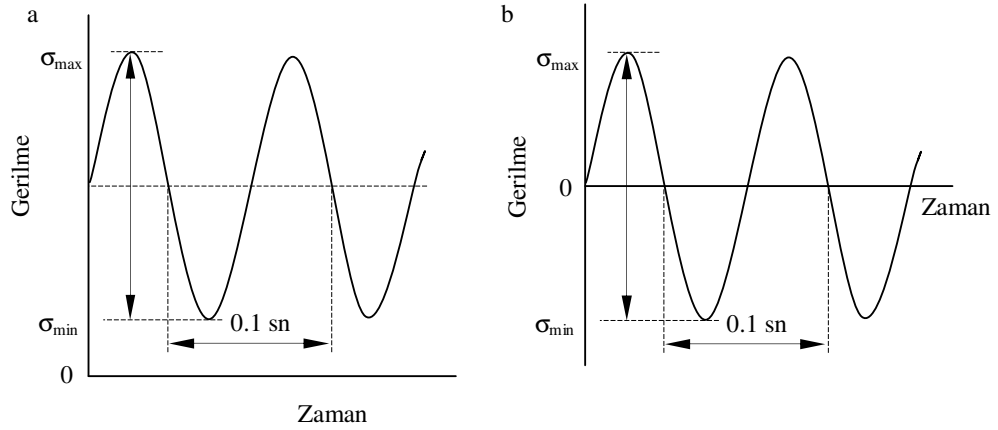 a
σmax
Gerilme
σmin
0.1 sn
0
Zaman
b
σmax
Gerilme
0
Zaman
σmin
0.1 sn